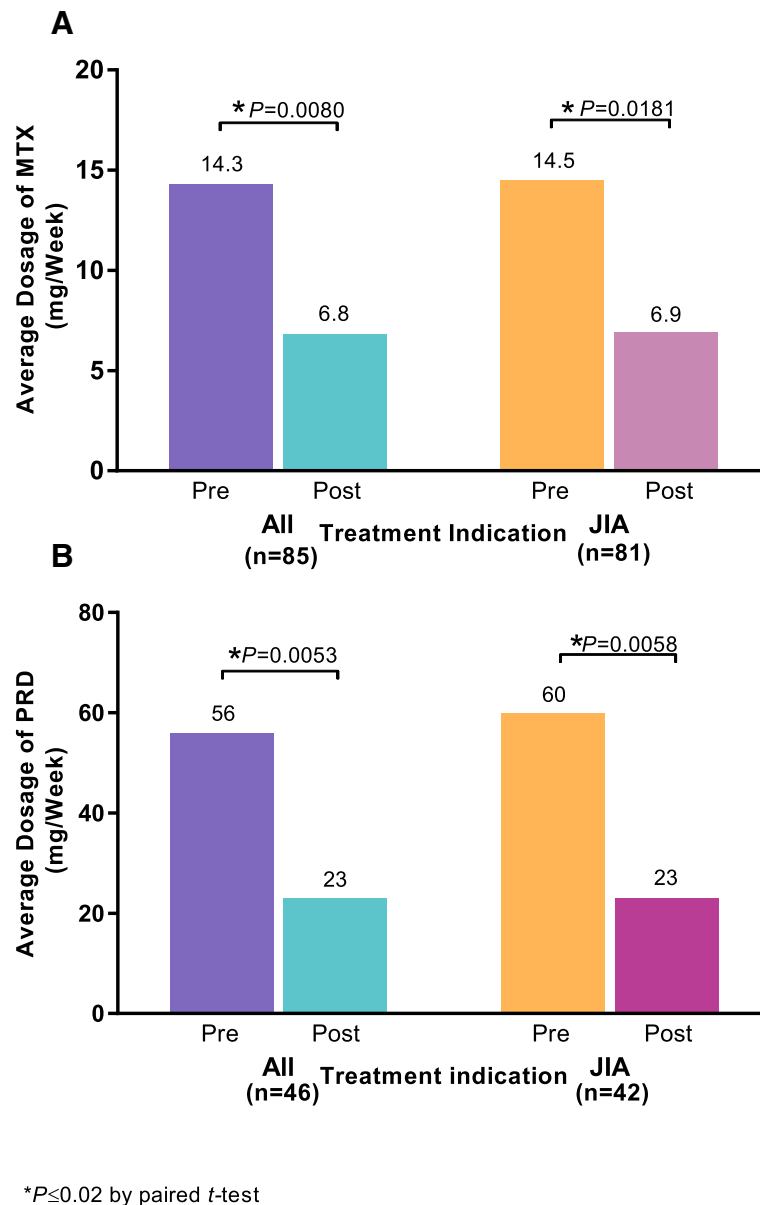 A
Average Dosage of MTX
(mg/Week)
20
15
10
5
0
* P=0.0080
* P=0.0181
14.3
6.8
14.5
6.9
Pre
Post
Pre
Post
All
Treatment Indication
JIA
(n=85)
(n=81)
B
Average Dosage of PRD
(mg/Week)
80
60
40
20
0
*P=0.0053
*P=0.0058
56
23
60
23
Pre
Post
Pre
Post
All
Treatment indication
JIA
(n=46)
(n=42)
*P≤0.02 by paired t-test